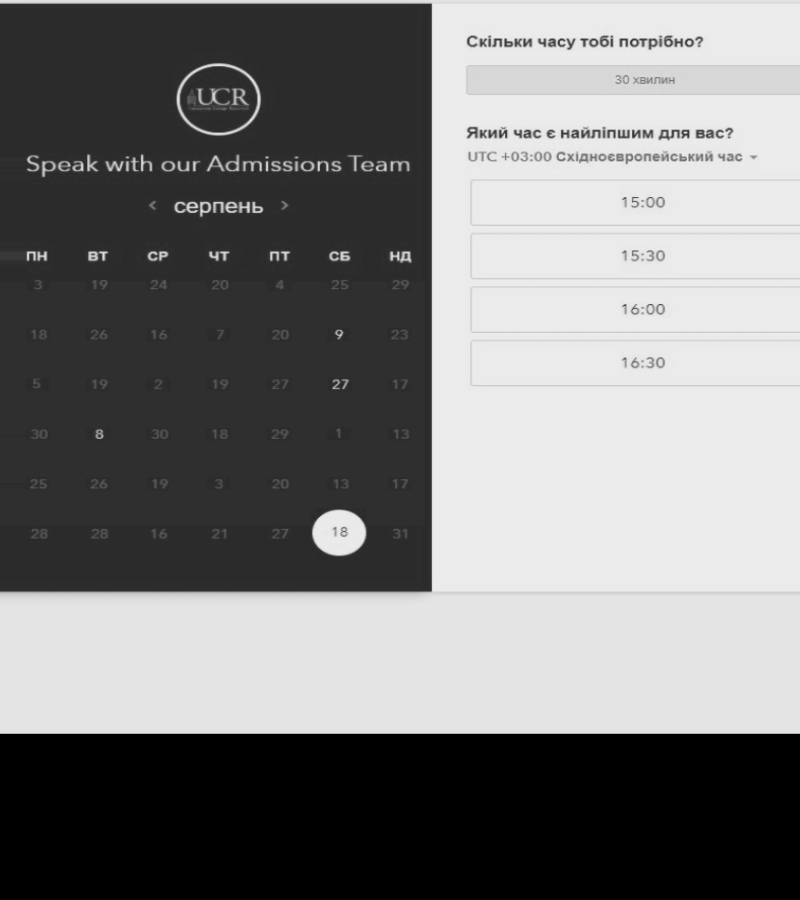 UCR
Speak with our Admissions Team
< серпень >
ПН ВТ СР ЧТ ПТ СБ НД
3 19 24 20 4 25 29
18 26 16 7 20 9 23
5 19 2 19 27 27 17
30 8 30 18 29 1 13
25 26 19 3 20 13 17
28 28 16 21 27 18 31
Скільки часу тобі потрібно?
30 хвилин
Який час є найліпшим для вас?
UTC +03:00 Східноєвропейський час
15:00
15:30
16:00
16:30